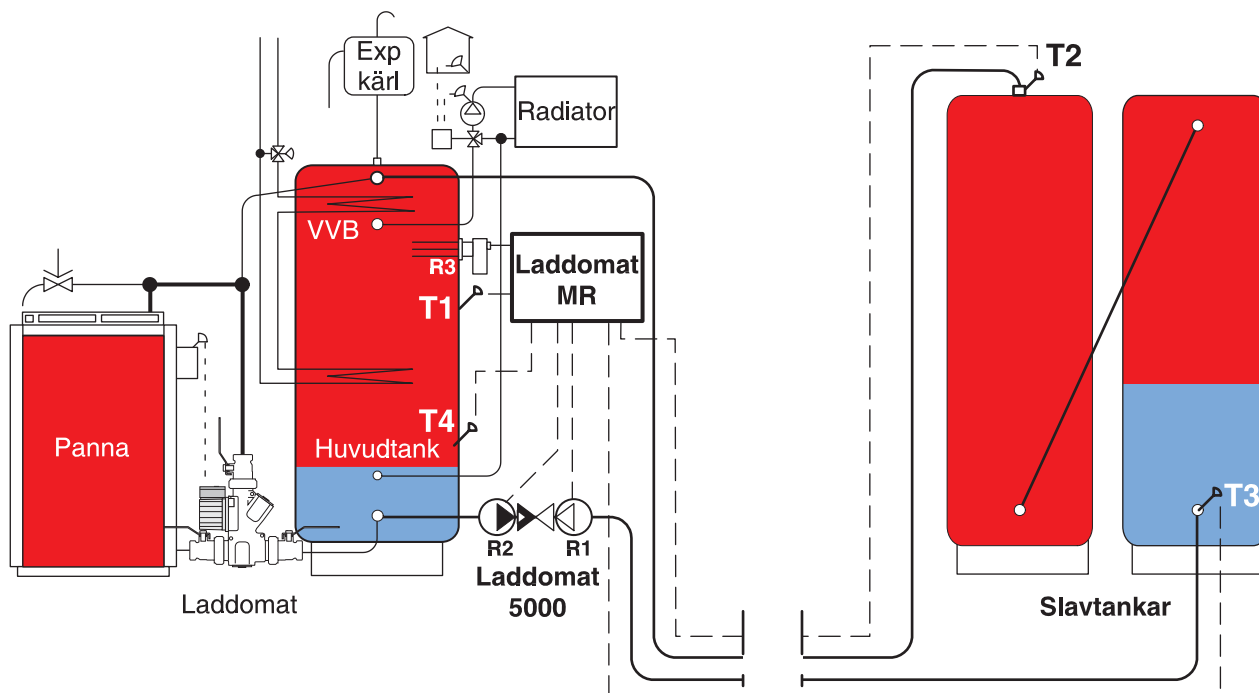 Exp
kärl
T2
Radiator
VVB
R3
Laddomat
MR
T1
T4
Panna
Huvudtank
T3
R2
R1
Laddomat
5000
Laddomat
Slavtankar